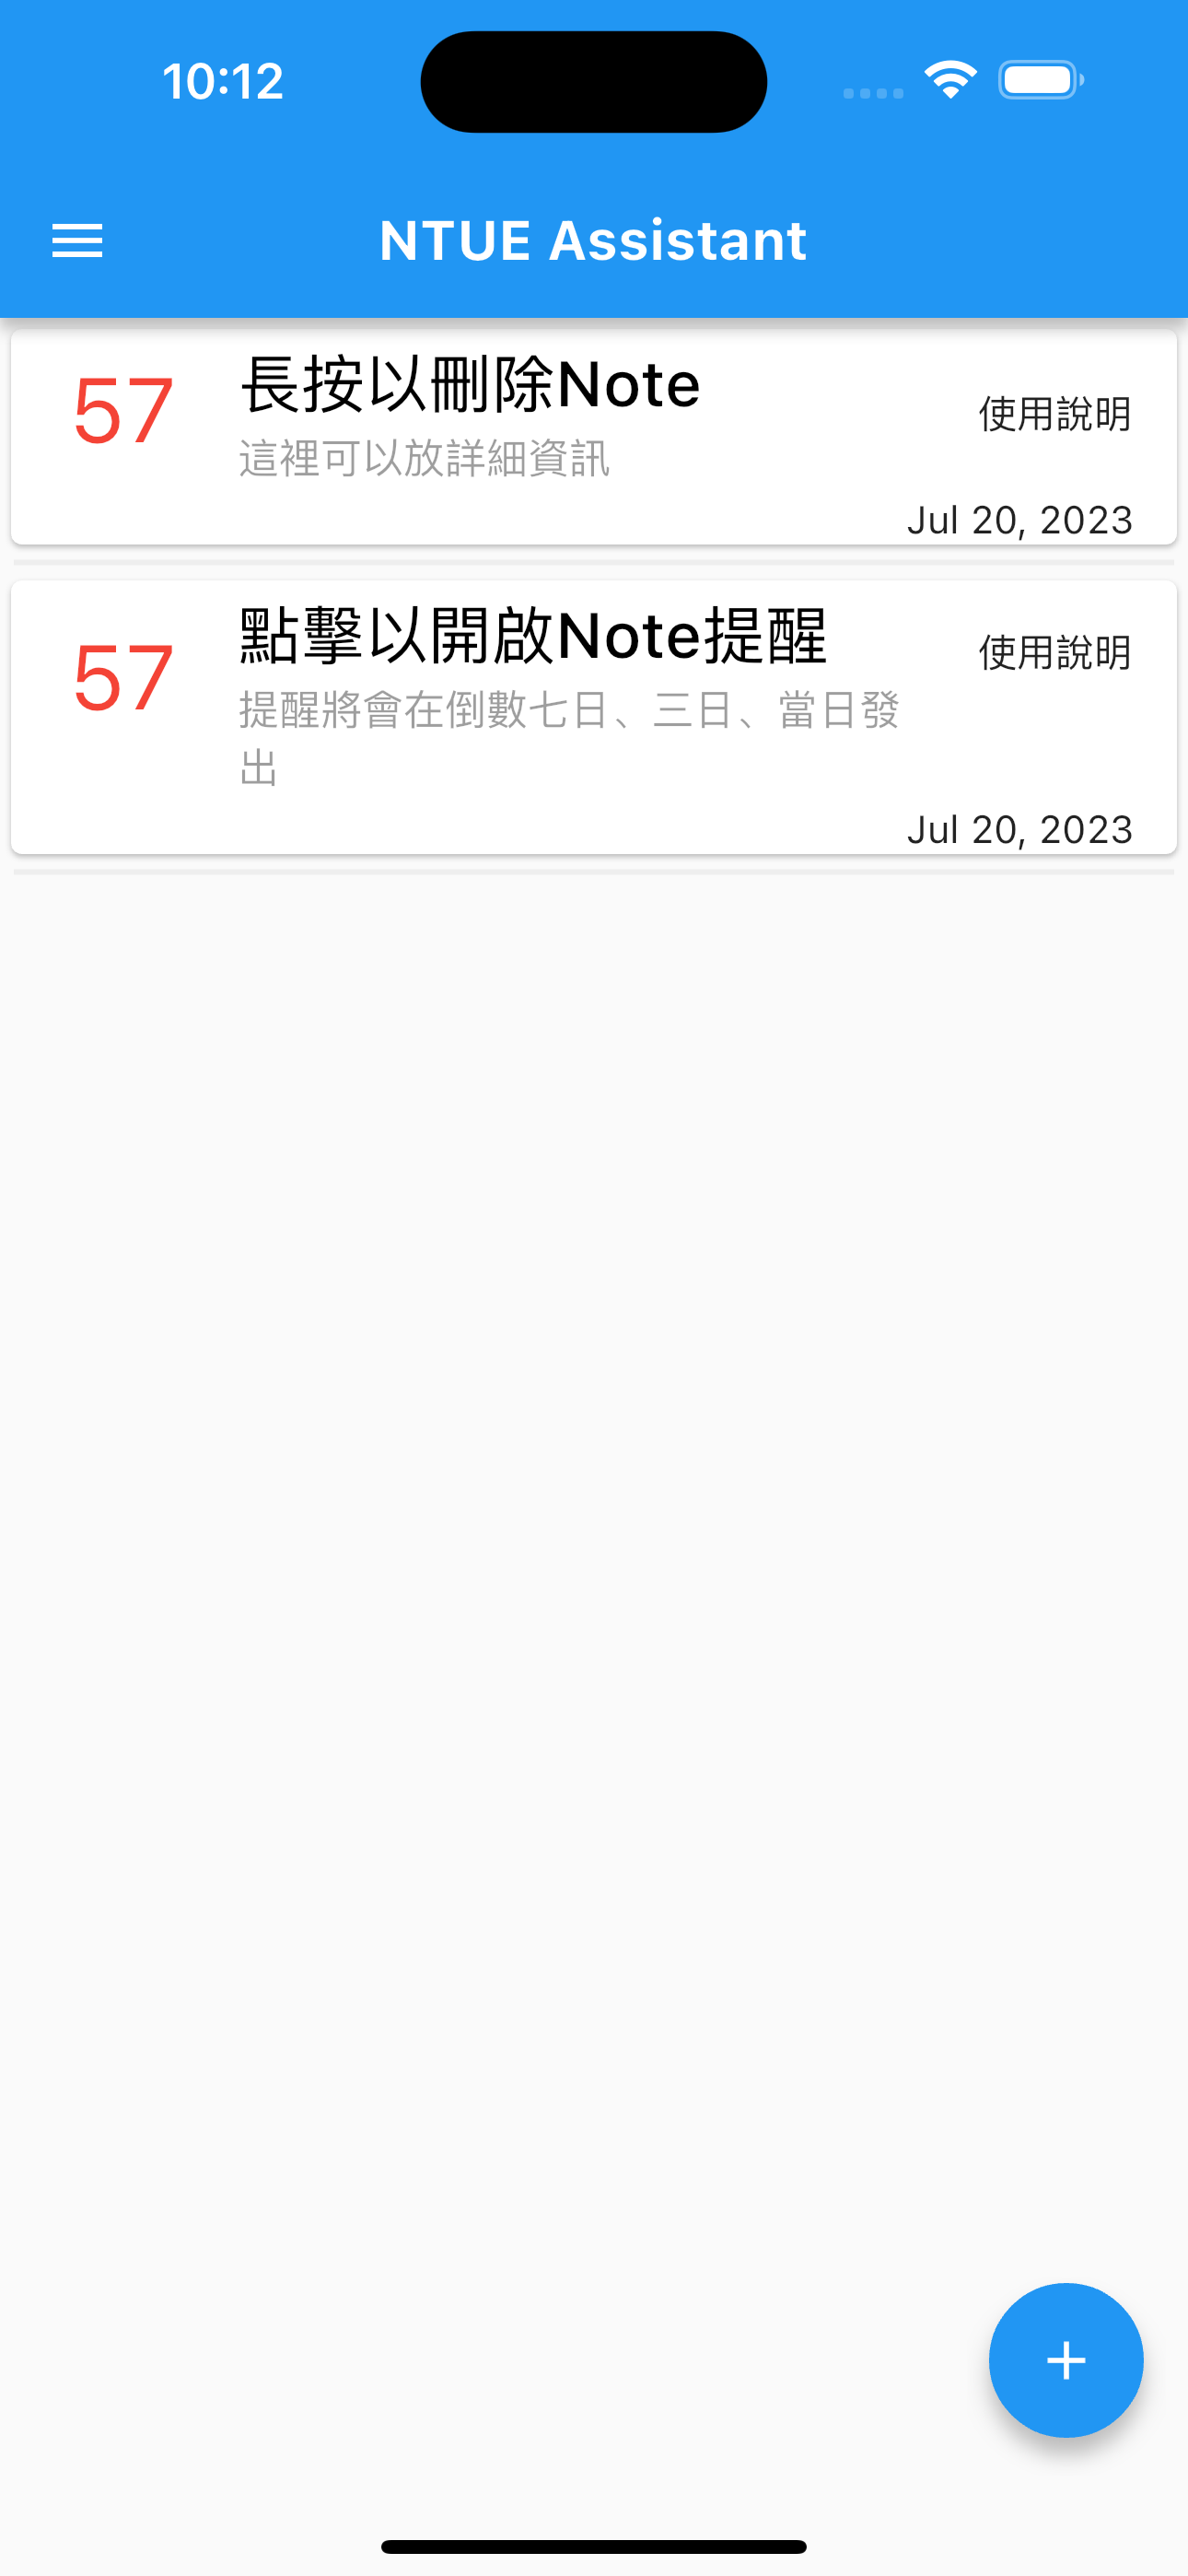 10:12
NTUE Assistant
57
長按以刪除Note
使用說明
這裡可以放詳細資訊
Jul 20, 2023
57
點擊以開啟Note提醒
使用說明
提醒將會在倒數七日、三日、當日發
出
Jul 20, 2023